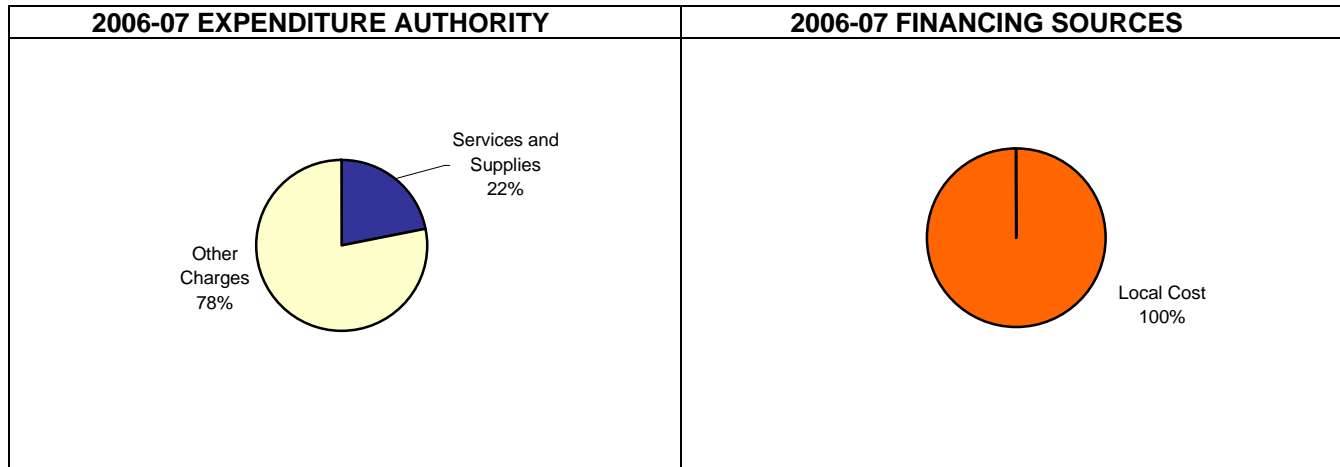 2006-07 EXPENDITURE AUTHORITY
2006-07 FINANCING SOURCES
Services and
Supplies
22%
Other
Charges
78%
Local Cost
100%